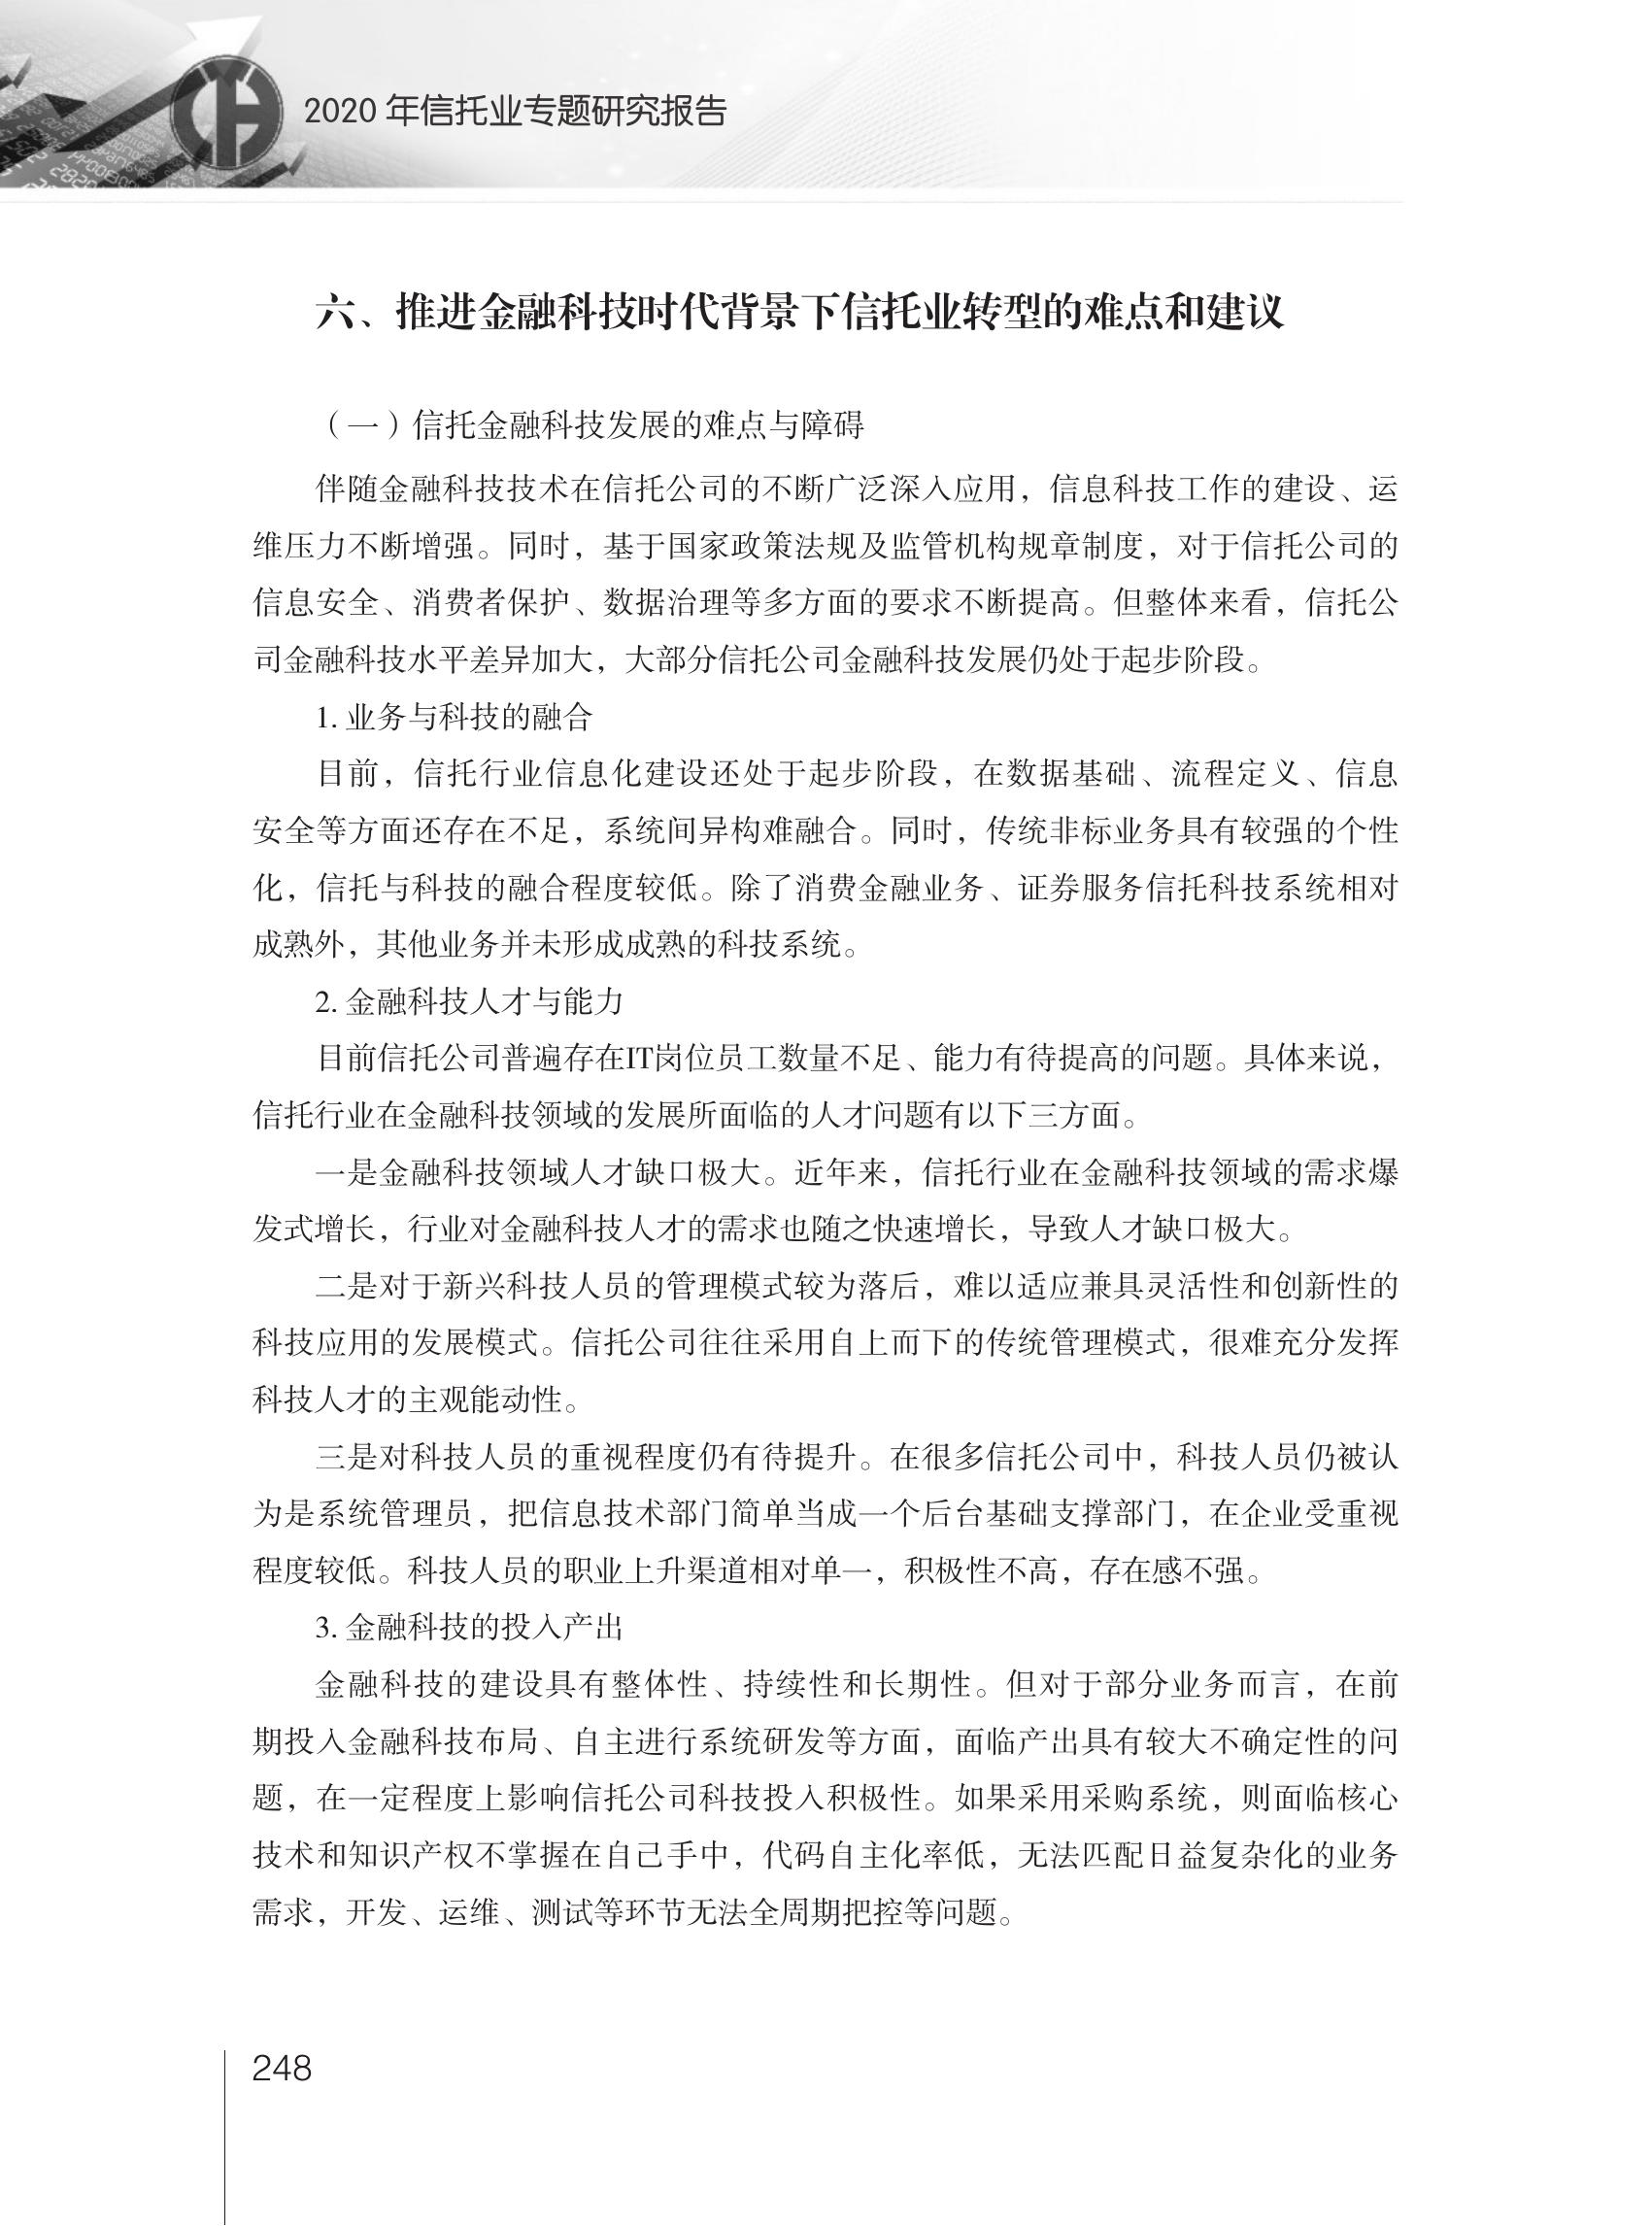 2020 年信托业专题研究报告
六、推进金融科技时代背景下信托业转型的难点和建议
（一）信托金融科技发展的难点与障碍
伴随金融科技技术在信托公司的不断广泛深入应用，信息科技工作的建设、运
维压力不断增强。同时，基于国家政策法规及监管机构规章制度，对于信托公司的
信息安全、消费者保护、数据治理等多方面的要求不断提高。但整体来看，信托公
司金融科技水平差异加大，大部分信托公司金融科技发展仍处于起步阶段。
1. 业务与科技的融合
目前，信托行业信息化建设还处于起步阶段，在数据基础、流程定义、信息
安全等方面还存在不足，系统间异构难融合。同时，传统非标业务具有较强的个性
化，信托与科技的融合程度较低。除了消费金融业务、证券服务信托科技系统相对
成熟外，其他业务并未形成成熟的科技系统。
2. 金融科技人才与能力
目前信托公司普遍存在IT岗位员工数量不足、能力有待提高的问题。具体来说，
信托行业在金融科技领域的发展所面临的人才问题有以下三方面。
一是金融科技领域人才缺口极大。近年来，信托行业在金融科技领域的需求爆
发式增长，行业对金融科技人才的需求也随之快速增长，导致人才缺口极大。
二是对于新兴科技人员的管理模式较为落后，难以适应兼具灵活性和创新性的
科技应用的发展模式。信托公司往往采用自上而下的传统管理模式，很难充分发挥
科技人才的主观能动性。
三是对科技人员的重视程度仍有待提升。在很多信托公司中，科技人员仍被认
为是系统管理员，把信息技术部门简单当成一个后台基础支撑部门，在企业受重视
程度较低。科技人员的职业上升渠道相对单一，积极性不高，存在感不强。
3. 金融科技的投入产出
金融科技的建设具有整体性、持续性和长期性。但对于部分业务而言，在前
期投入金融科技布局、自主进行系统研发等方面，面临产出具有较大不确定性的问
题，在一定程度上影响信托公司科技投入积极性。如果采用采购系统，则面临核心
技术和知识产权不掌握在自己手中，代码自主化率低，无法匹配日益复杂化的业务
需求，开发、运维、测试等环节无法全周期把控等问题。
248